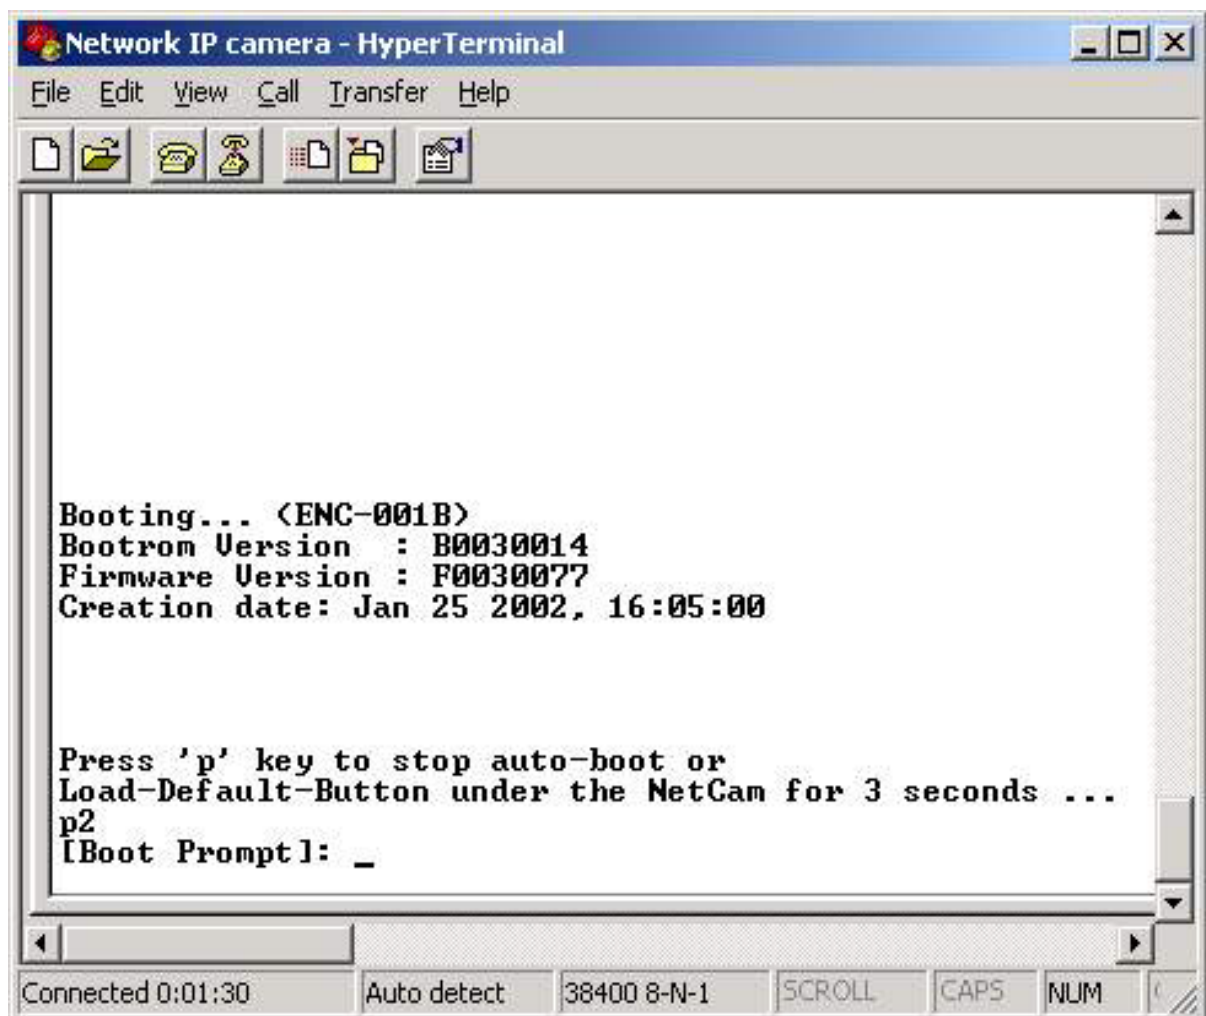 Network IP camera - HyperTerminal
File Edit View Call Transfer Help
Booting... (ENC-001B)
Bootrom Version : B0030014
Firmware Version : F0030077
Creation date: Jan 25 2002, 16:05:00
Press 'p' key to stop auto-boot or
Load-Default-Button under the NetCam for 3 seconds ...
p2
[Boot Prompt]: _
Connected 0:01:30 Auto detect 38400 8-N-1 SCROLL CAPS NUM